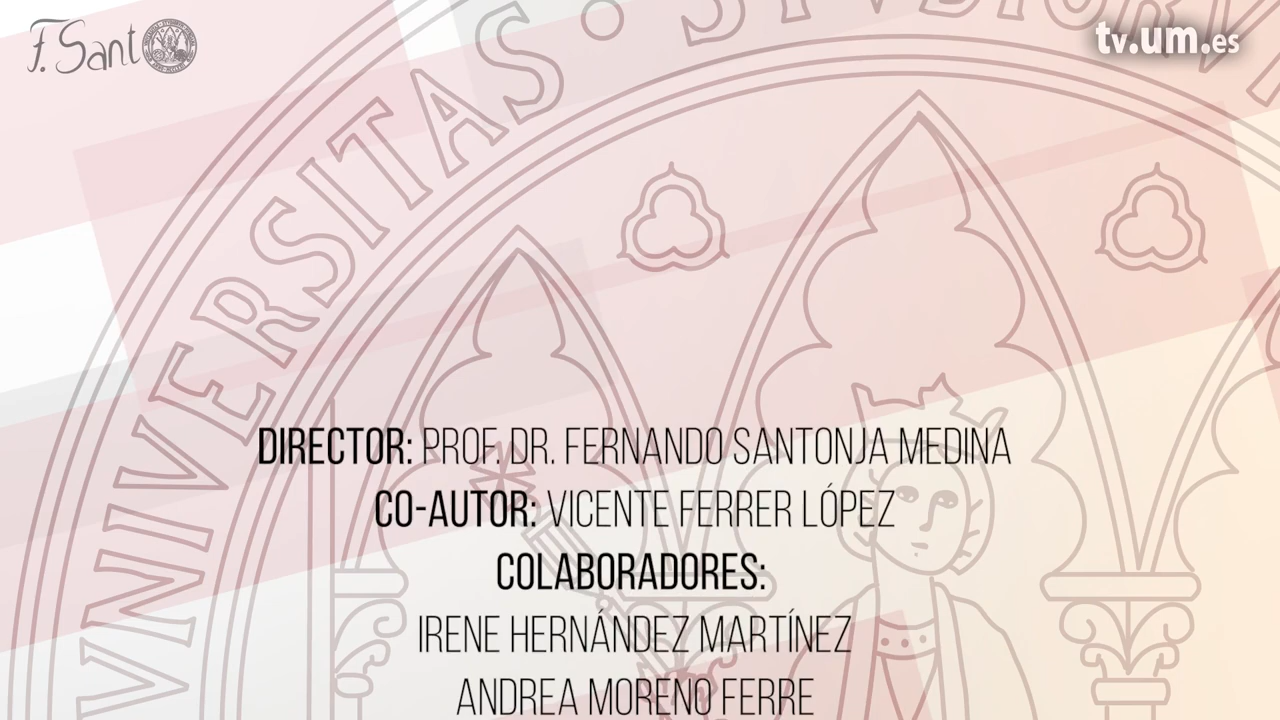 F. Sant
tv.um.es
VNIVERSITAS · STVDIORV
DIRECTOR: PROF. DR. FERNANDO SANTONJA MEDINA
CO-AUTOR: VICENTE FERRER LÓPEZ
COLABORADORES:
IRENE HERNÁNDEZ MARTÍNEZ
ANDREA MORENO FERRE